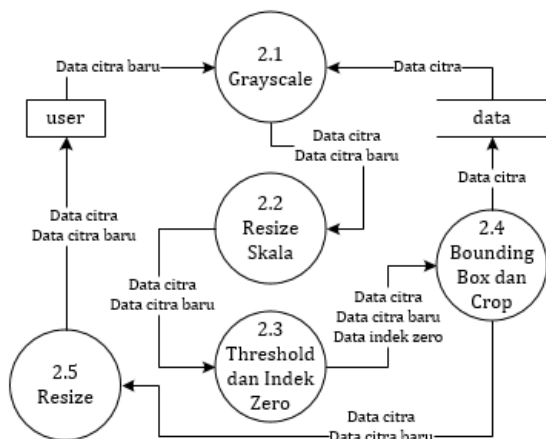 2.1
Grayscale
Data citra baru
Data citra
user
data
Data citra
Data citra baru
2.2
Resize
Skala
Data citra
2.4
Bounding
Box dan
Crop
Data citra
Data citra baru
Data citra
Data citra baru
Data citra
Data citra baru
Data indek zero
2.3
Threshold
dan Indek
Zero
2.5
Resize
Data citra
Data citra baru